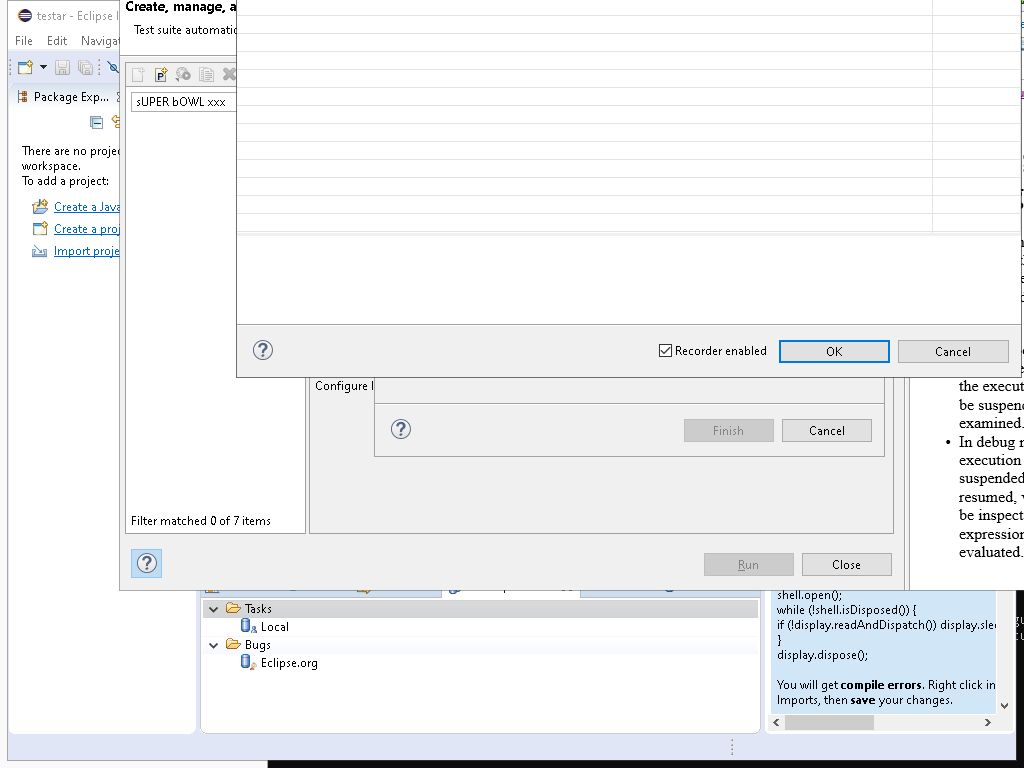 testar - Eclipse I
File Edit Navigat
Package Exp...
There are no proje
workspace.
To add a project:
Create a Java
Create a proj
Import proje
Create, manage, a
Test suite automatic
sUPER bOWL xxx
Recorder enabled
OK
Cancel
Configure l
Finish
Cancel
Filter matched 0 of 7 items
Run
Close
the execut
be suspend
examined.
• In debug m
execution
suspended
resumed, v
be inspect
expression
evaluated.
Tasks
Local
Bugs
Eclipse.org
shell.open();
while (!shell.isDisposed()) {
if (!display.readAndDispatch()) display.slee
}
display.dispose();
You will get compile errors. Right click in
Imports, then save your changes.